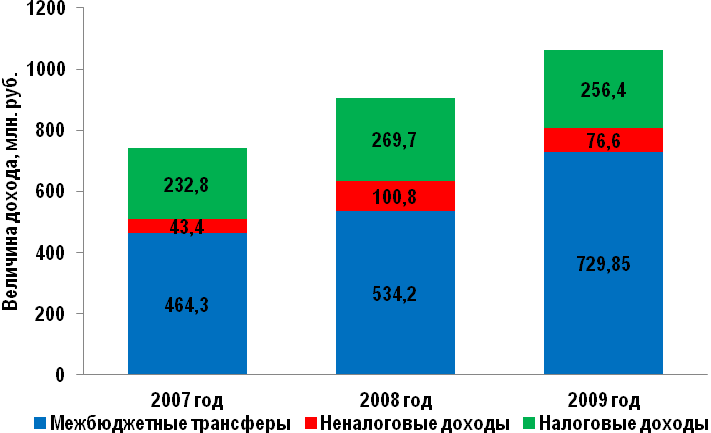 Величина дохода, млн. руб.
1200
1000
800
600
400
200
0
232,8
43,4
464,3
269,7
100,8
534,2
256,4
76,6
729,85
2007 год
2008 год
2009 год
Межбюджетные трансферы
Неналоговые доходы
Налоговые доходы